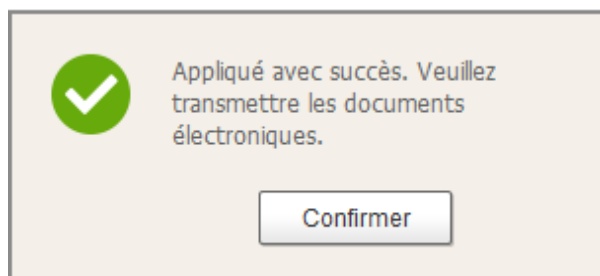 Appliqué avec succès. Veuillez
transmettre les documents
électroniques.
Confirmer